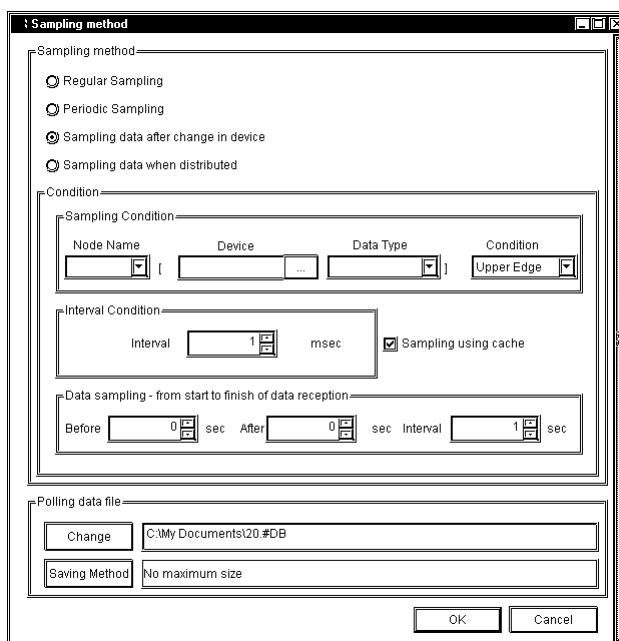 Sampling method
Sampling method
Regular Sampling
Periodic Sampling
Sampling data after change in device
Sampling data when distributed
Condition
Sampling Condition
Node Name Device Data Type Condition
[ ... ] Upper Edge
Interval Condition
Interval 1 msec Sampling using cache
Data sampling - from start to finish of data reception
Before 0 sec After 0 sec Interval 1 sec
Polling data file
Change C:\My Documents\20.#DB
Saving Method No maximum size
OK Cancel